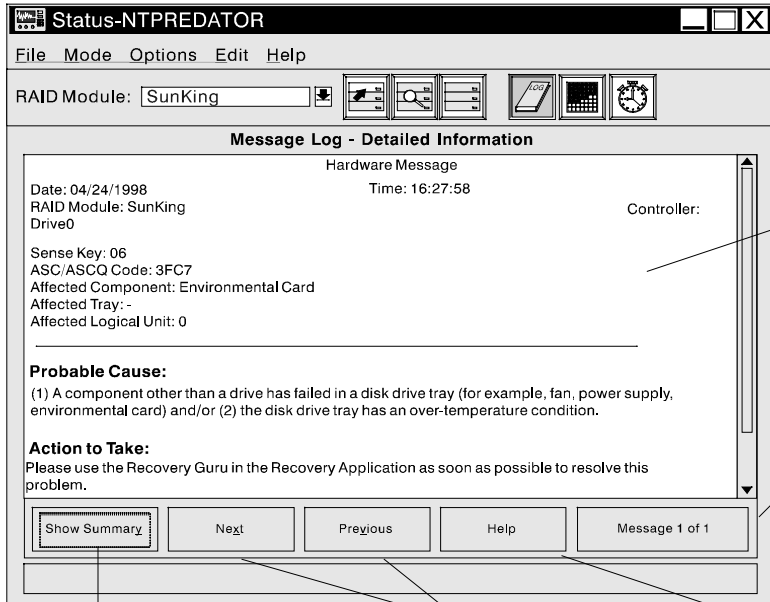 Status-NTPREDATOR
File Mode Options Edit Help
RAID Module: SunKing
LOG
Message Log - Detailed Information
Hardware Message
Date: 04/24/1998 Time: 16:27:58
RAID Module: SunKing Controller:
Drive0
Sense Key: 06
ASC/ASCQ Code: 3FC7
Affected Component: Environmental Card
Affected Tray: -
Affected Logical Unit: 0
Probable Cause:
(1) A component other than a drive has failed in a disk drive tray (for example, fan, power supply,
environmental card) and/or (2) the disk drive tray has an over-temperature condition.
Action to Take:
Please use the Recovery Guru in the Recovery Application as soon as possible to resolve this
problem.
Show Summary Next Previous Help Message 1 of 1